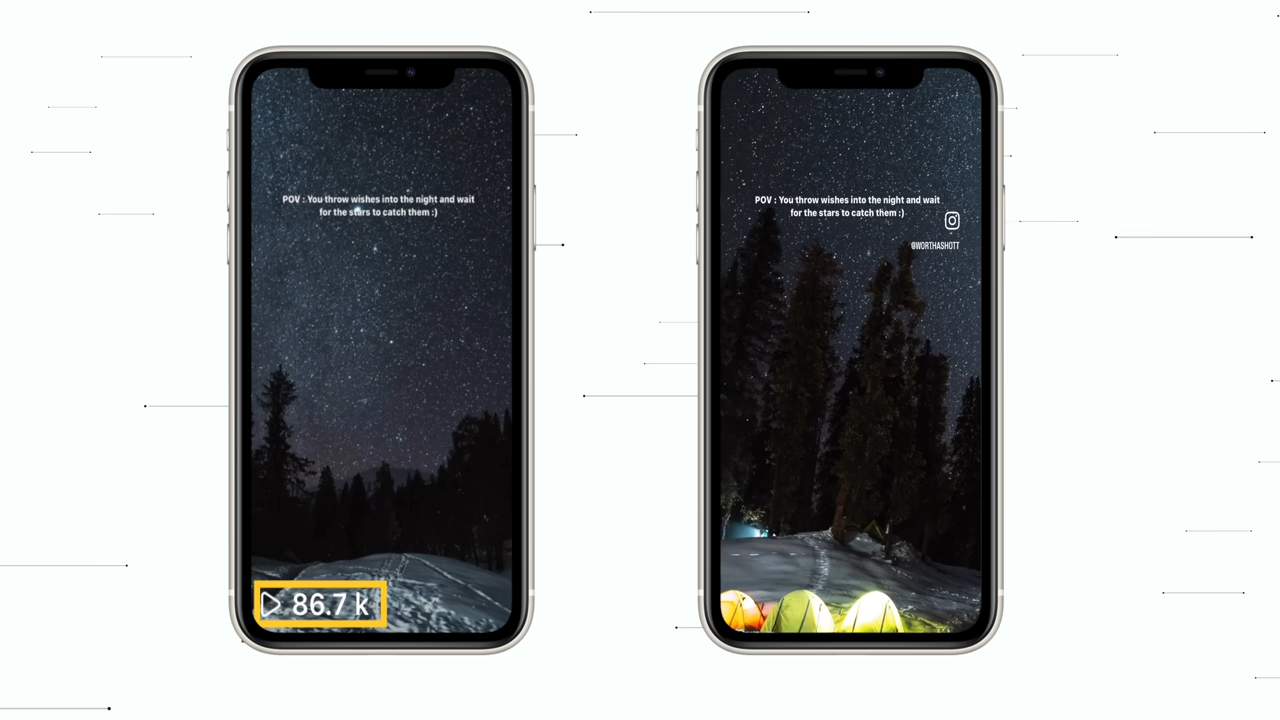 POV : You throw wishes into the night and wait
for the stars to catch them :)
86.7 k
POV : You throw wishes into the night and wait
for the stars to catch them :)
@WORTHASHOTT